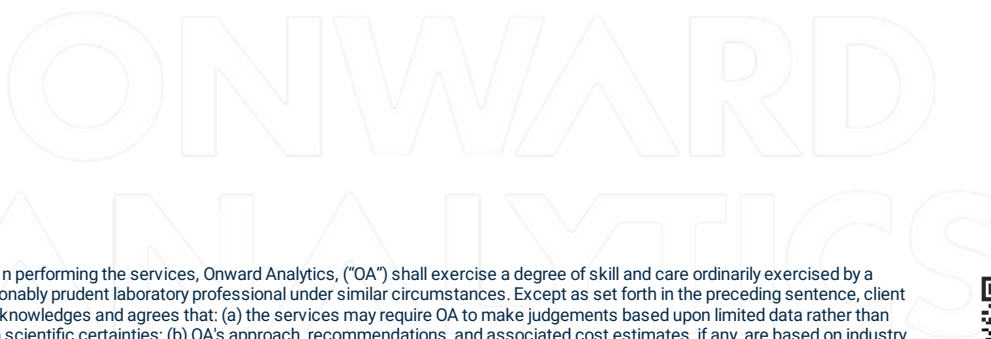 ONWARD
ANALYTICS
n performing the services, Onward Analytics, (“OA”) shall exercise a degree of skill and care ordinarily exercised by a
onably prudent laboratory professional under similar circumstances. Except as set forth in the preceding sentence, client
knowledges and agrees that: (a) the services may require OA to make judgements based upon limited data rather than
scientific certainties; (b) OA's approach, recommendations, and associated cost estimates, if any, are based on industry